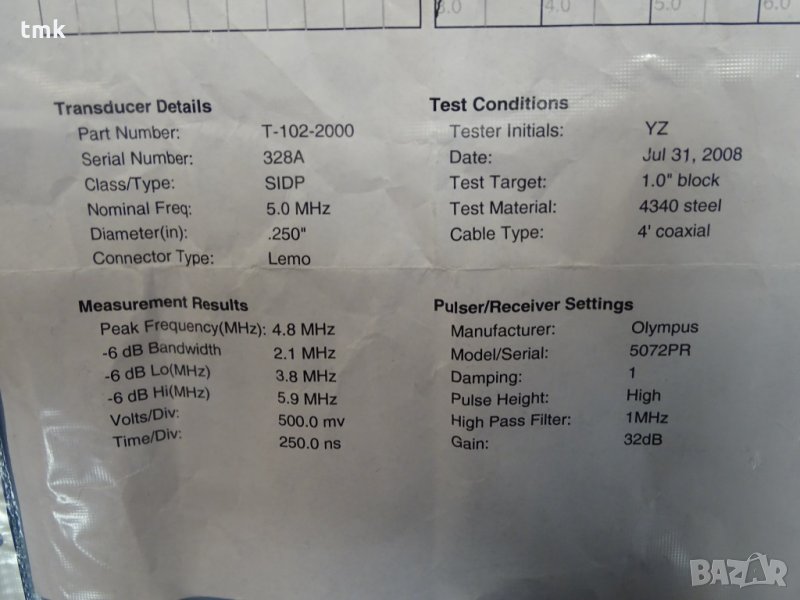 tmk
3.0 4.0 5.0 6.0
Transducer Details
Part Number: T-102-2000
Serial Number: 328A
Class/Type: SIDP
Nominal Freq: 5.0 MHz
Diameter(in): .250"
Connector Type: Lemo
Test Conditions
Tester Initials: YZ
Date: Jul 31, 2008
Test Target: 1.0" block
Test Material: 4340 steel
Cable Type: 4' coaxial
Measurement Results
Peak Frequency(MHz): 4.8 MHz
-6 dB Bandwidth 2.1 MHz
-6 dB Lo(MHz) 3.8 MHz
-6 dB Hi(MHz) 5.9 MHz
Volts/Div: 500.0 mv
Time/Div: 250.0 ns
Pulser/Receiver Settings
Manufacturer: Olympus
Model/Serial: 5072PR
Damping: 1
Pulse Height: High
High Pass Filter: 1MHz
Gain: 32dB
BAZAR